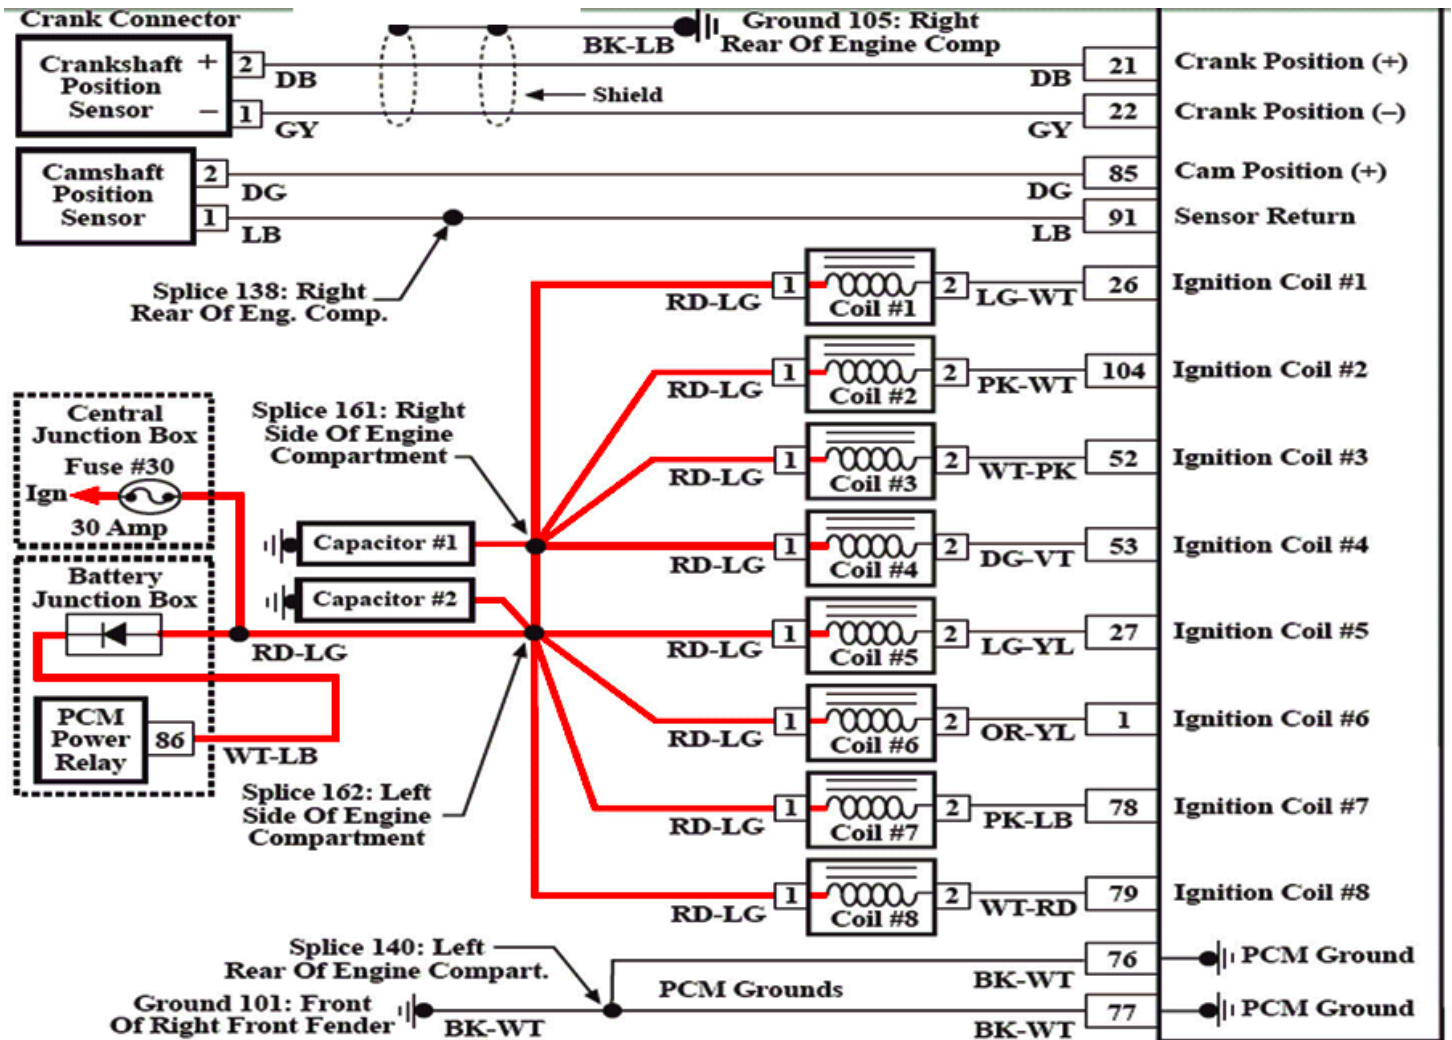 Crank Connector
Crankshaft
Position
Sensor
+
−
2
DB
1
GY
BK-LB
Ground 105: Right
Rear Of Engine Comp
Shield
DB
21
Crank Position (+)
GY
22
Crank Position (−)
Camshaft
Position
Sensor
2
DG
1
LB
DG
85
Cam Position (+)
LB
91
Sensor Return
Splice 138: Right
Rear Of Eng. Comp.
RD-LG
1
Coil #1
2
LG-WT
26
Ignition Coil #1
RD-LG
1
Coil #2
2
PK-WT
104
Ignition Coil #2
RD-LG
1
Coil #3
2
WT-PK
52
Ignition Coil #3
RD-LG
1
Coil #4
2
DG-VT
53
Ignition Coil #4
RD-LG
1
Coil #5
2
LG-YL
27
Ignition Coil #5
RD-LG
1
Coil #6
2
OR-YL
1
Ignition Coil #6
RD-LG
1
Coil #7
2
PK-LB
78
Ignition Coil #7
RD-LG
1
Coil #8
2
WT-RD
79
Ignition Coil #8
Central
Junction Box
Fuse #30
Ign
30 Amp
Splice 161: Right
Side Of Engine
Compartment
Capacitor #1
Capacitor #2
Battery
Junction Box
RD-LG
PCM
Power
Relay
86
WT-LB
Splice 162: Left
Side Of Engine
Compartment
Splice 140: Left
Rear Of Engine Compart.
Ground 101: Front
Of Right Front Fender
BK-WT
PCM Grounds
BK-WT
76
PCM Ground
BK-WT
77
PCM Ground